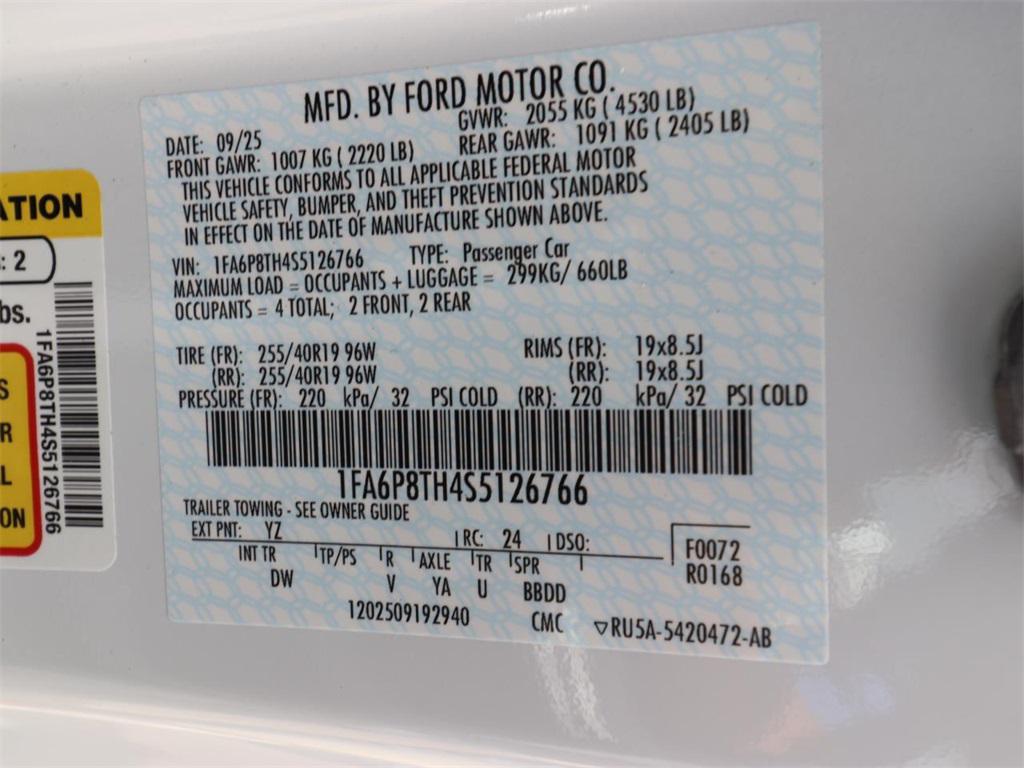 MFD. BY FORD MOTOR CO.
DATE: 09/25 GVWR: 2055 KG ( 4530 LB)
FRONT GAWR: 1007 KG ( 2220 LB) REAR GAWR: 1091 KG ( 2405 LB)
THIS VEHICLE CONFORMS TO ALL APPLICABLE FEDERAL MOTOR
VEHICLE SAFETY, BUMPER, AND THEFT PREVENTION STANDARDS
IN EFFECT ON THE DATE OF MANUFACTURE SHOWN ABOVE.
VIN: 1FA6P8TH4S5126766 TYPE: Passenger Car
MAXIMUM LOAD = OCCUPANTS + LUGGAGE = 299KG/ 660LB
OCCUPANTS = 4 TOTAL; 2 FRONT, 2 REAR
TIRE (FR): 255/40R19 96W RIMS (FR): 19x8.5J
(RR): 255/40R19 96W (RR): 19x8.5J
PRESSURE (FR): 220 kPa/ 32 PSI COLD (RR): 220 kPa/ 32 PSI COLD
1FA6P8TH4S5126766
TRAILER TOWING - SEE OWNER GUIDE
EXT PNT: YZ RC: 24 DSO:
INT TR TP/PS R AXLE TR SPR
DW V YA U BBDD
F0072
R0168
1202509192940 CMC ▽RU5A-5420472-AB
ATION
: 2
bs.
1FA6P8TH4S5126766
S
R
L
ON